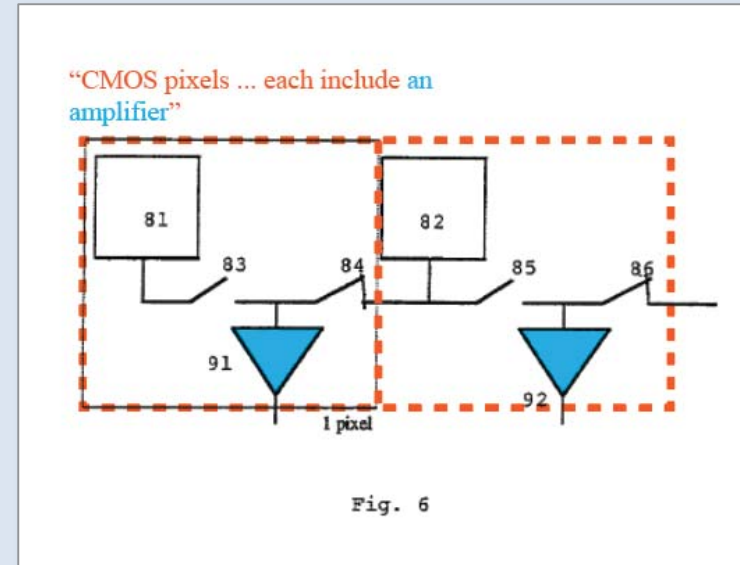 “CMOS pixels ... each include an
amplifier”
81
82
83
84
85
86
91
92
1 pixel
Fig. 6